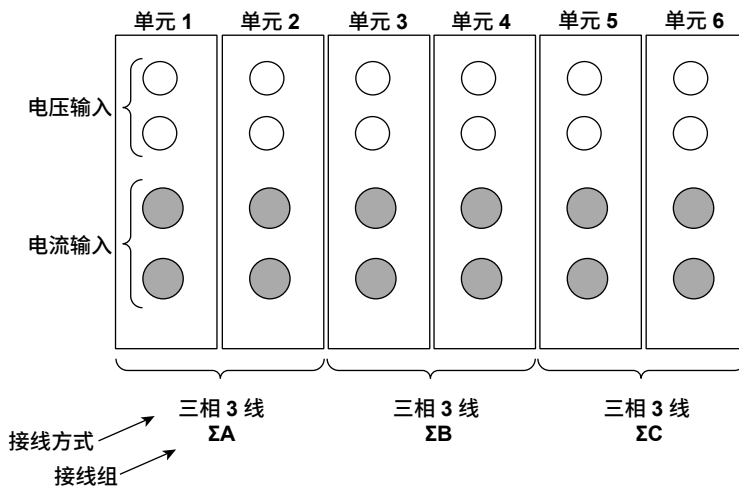 单元 1 单元 2 单元 3 单元 4 单元 5 单元 6
电压输入
电流输入
三相 3 线 三相 3 线 三相 3 线
ΣA ΣB ΣC
接线方式
接线组